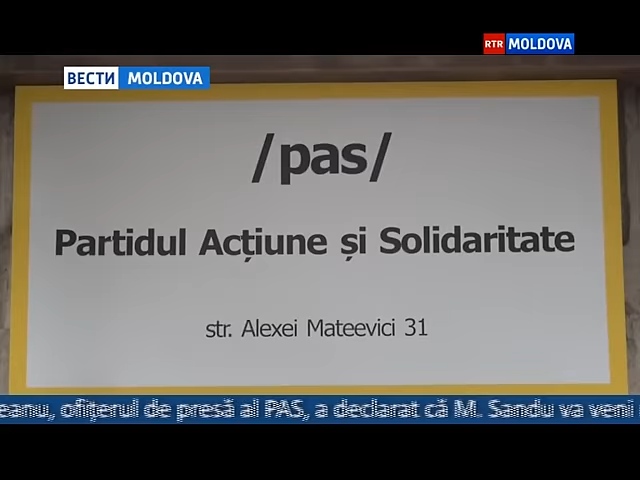 RTR MOLDOVA
ВЕСТИ MOLDOVA
/pas/
Partidul Acțiune și Solidaritate
str. Alexei Mateevici 31
eanu, ofițerul de presă al PAS, a declarat că M. Sandu va veni